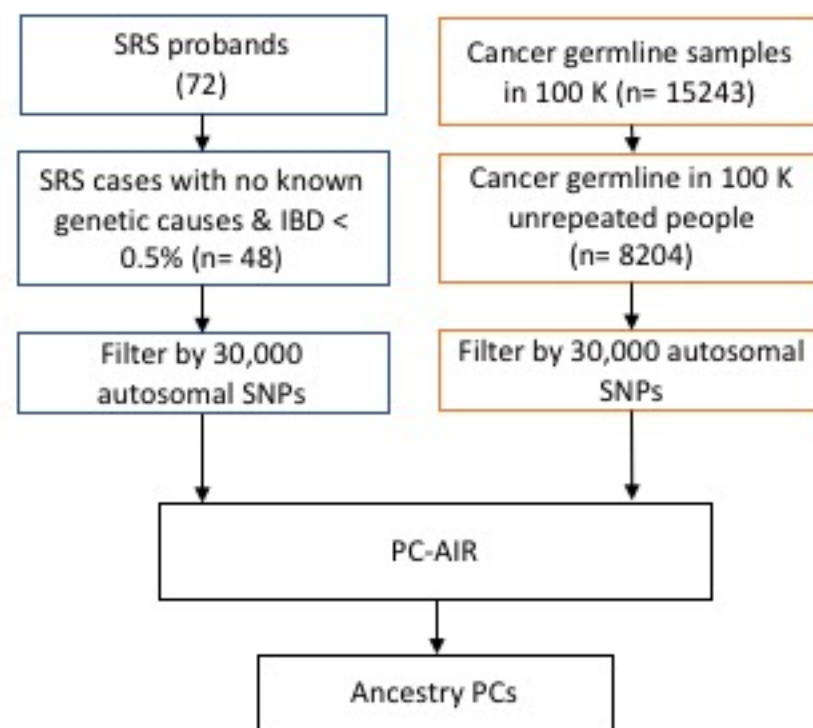 SRS probands
(72)
Cancer germline samples
in 100 K (n= 15243)
SRS cases with no known
genetic causes & IBD <
0.5% (n= 48)
Cancer germline in 100 K
unrepeated people
(n= 8204)
Filter by 30,000
autosomal SNPs
Filter by 30,000 autosomal
SNPs
PC-AIR
Ancestry PCs